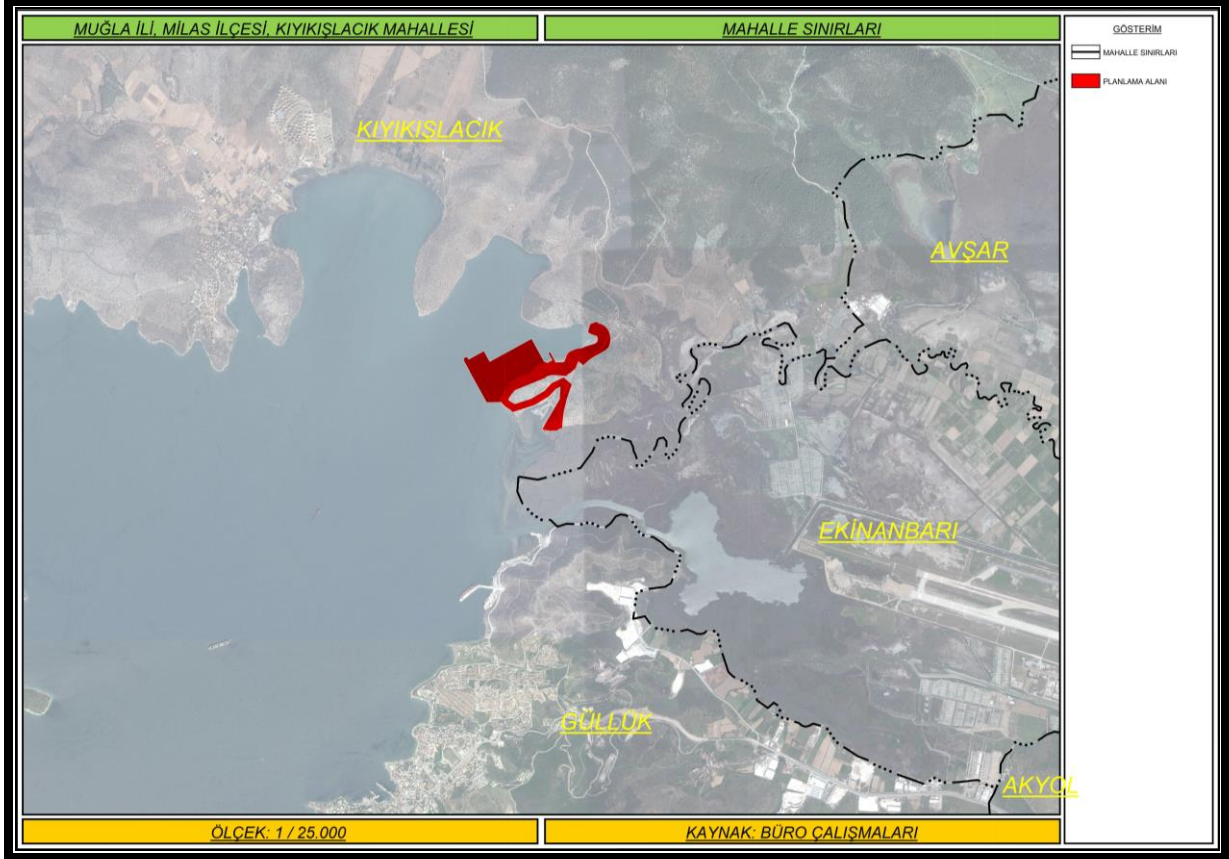 MUĞLA İLİ, MİLAS İLÇESİ, KIYIKIŞLACIK MAHALLESİ
MAHALLE SINIRLARI
GÖSTERİM
MAHALLE SINIRLARI
PLANLAMA ALANI
KIYIKIŞLACIK
AVŞAR
EKİNANBARI
GÜLLÜK
AKYOL
ÖLÇEK: 1 / 25.000
KAYNAK: BÜRO ÇALIŞMALARI